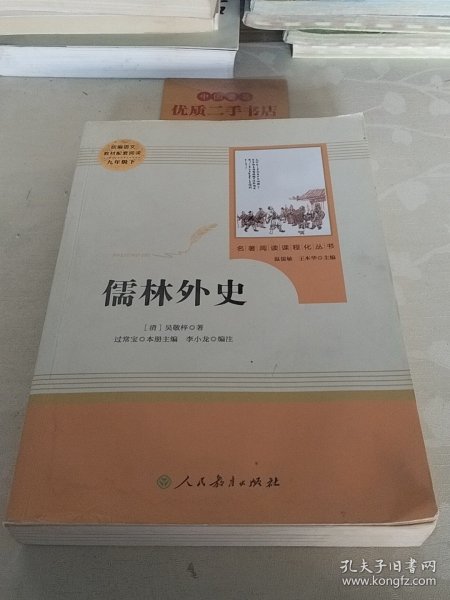 优质二手书店
统编语文
教材配套阅读
九年级下
名著阅读课程化丛书
温儒敏 王本华◎主编
儒林外史
[清]吴敬梓◎著
过常宝◎本册主编 李小龙◎编注
人民教育出版社
孔夫子旧书网
www.kongfz.com